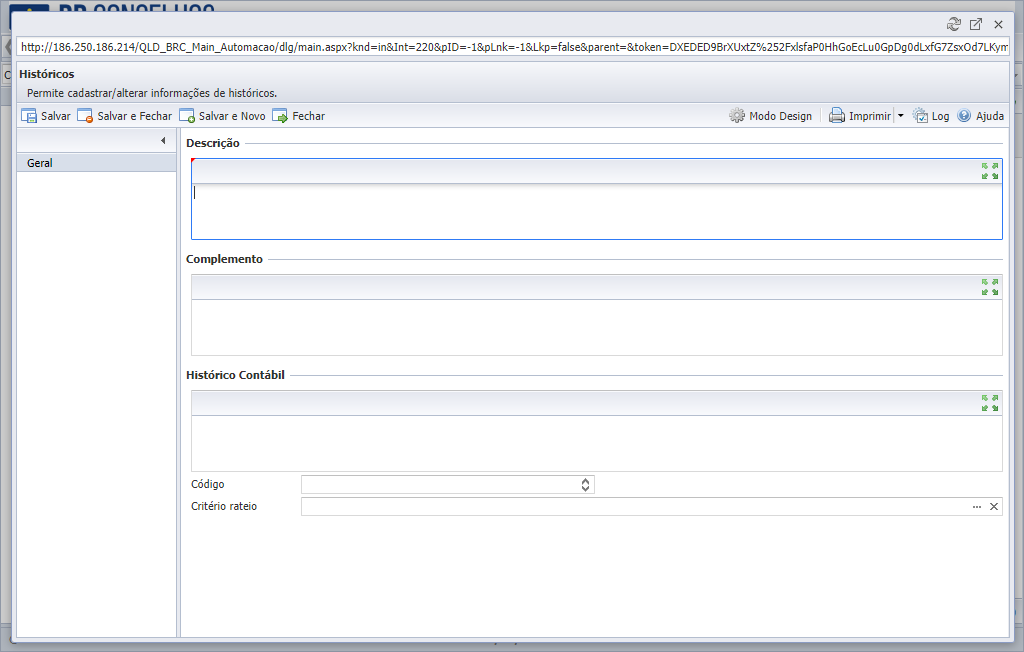 http://186.250.186.214/QLD_BRC_Main_Automacao/dlg/main.aspx?knd=in&Int=220&pID=-1&pLnk=-1&Lkp=false&parent=&token=DXEDED9BrXUxtZ%252FxlsfaP0HhGoEcLu0GpDg0dLxfG7ZsxOd7LKym
Históricos
Permite cadastrar/alterar informações de históricos.
Salvar Salvar e Fechar Salvar e Novo Fechar Modo Design Imprimir Log Ajuda
Geral
Descrição
Complemento
Histórico Contábil
Código
Critério rateio